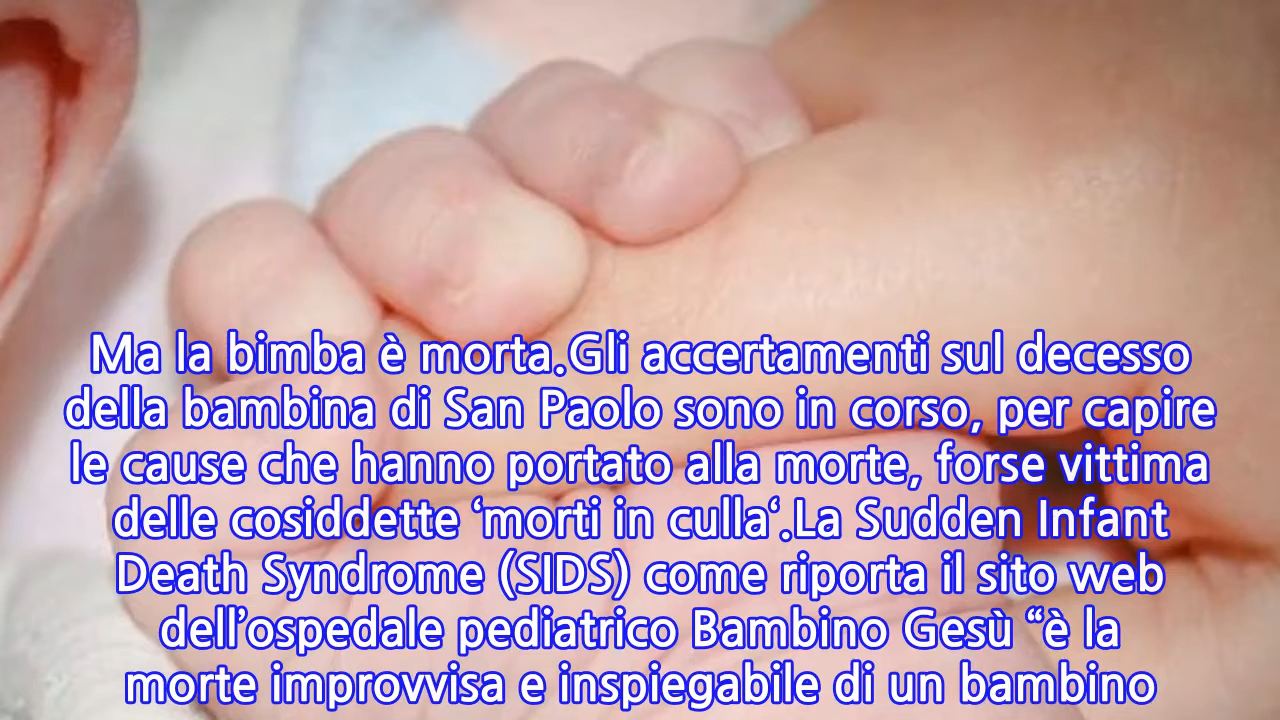 Ma la bimba è morta.Gli accertamenti sul decesso
della bambina di San Paolo sono in corso, per capire
le cause che hanno portato alla morte, forse vittima
delle cosiddette ‘morti in culla‘.La Sudden Infant
Death Syndrome (SIDS) come riporta il sito web
dell’ospedale pediatrico Bambino Gesù “è la
morte improvvisa e inspiegabile di un bambino